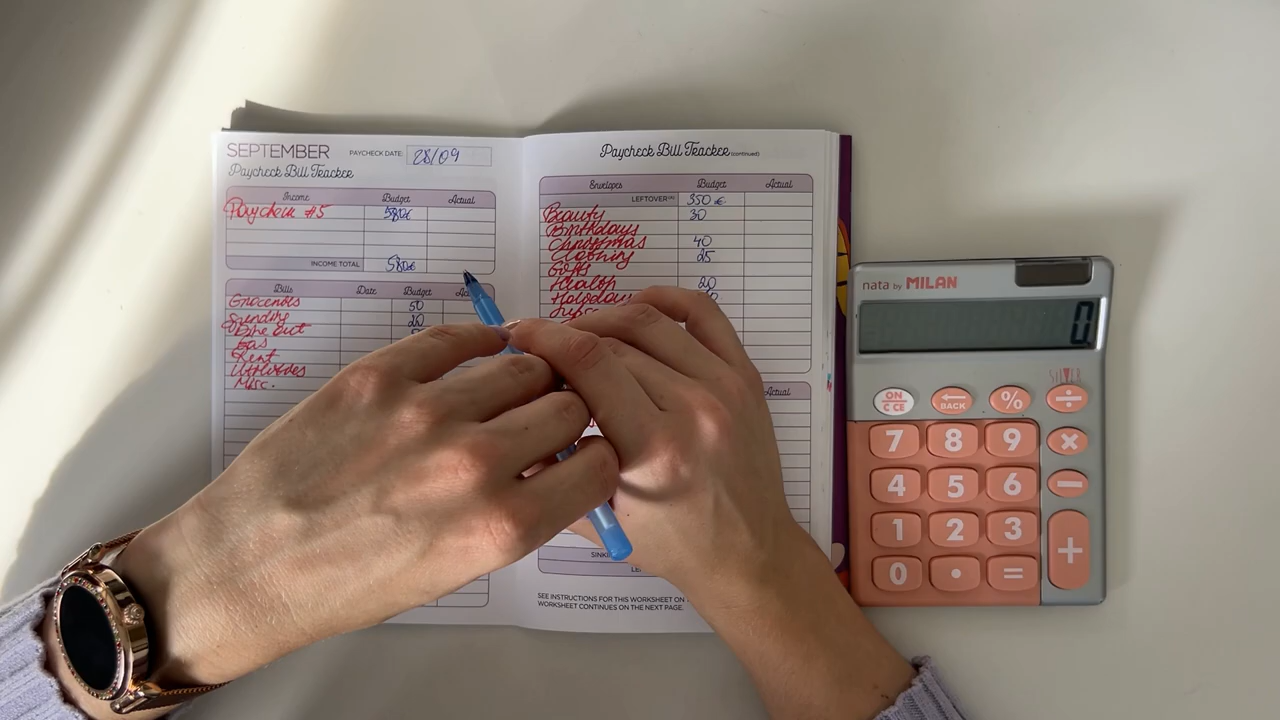 SEPTEMBER
PAYCHECK DATE: 28/09
Paycheck Bill Tracker
Income Budget Actual
Paycheck #5 580€
INCOME TOTAL 580€
Bills Date Budget
Groceries 50
Spending 20
Dine out
Gas
Rent
Utilities
Misc.
Paycheck Bill Tracker (continued)
Envelopes Budget Actual
LEFTOVER 350€
Beauty 30
Birthdays
Christmas 40
Clothing 25
Gifts
Health 20
Holidays
Actual
SEE INSTRUCTIONS FOR THIS WORKSHEET ON
WORKSHEET CONTINUES ON THE NEXT PAGE.
nata by MILAN
0
SILVER
ON
C CE
BACK
% ÷
7 8 9 ×
4 5 6 −
1 2 3 +
0 • =